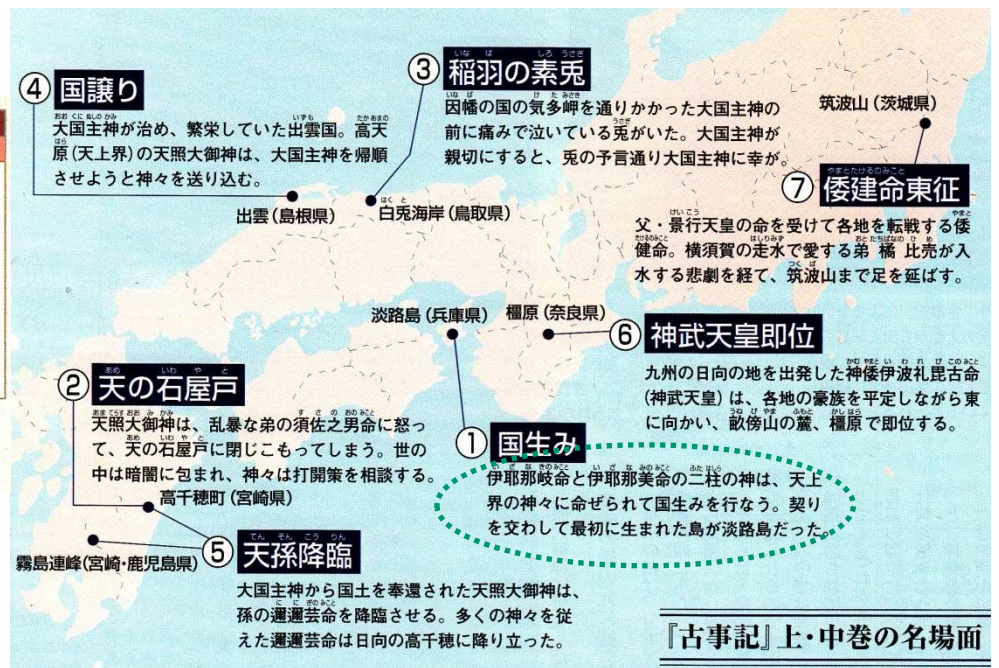 ④ 国譲り
大国主神が治め、繁栄していた出雲国。高天
原(天上界)の天照大御神は、大国主神を帰順
させようと神々を送り込む。
出雲(島根県)
③ 稲羽の素兎
因幡の国の気多岬を通りかかった大国主神の
前に痛みで泣いている兎がいた。大国主神が
親切にすると、兎の予言通り大国主神に幸が。
白兎海岸(鳥取県)
筑波山(茨城県)
⑦ 倭建命東征
父・景行天皇の命を受けて各地を転戦する倭
健命。横須賀の走水で愛する弟橘比売が入
水する悲劇を経て、筑波山まで足を延ばす。
淡路島(兵庫県)
橿原(奈良県)
⑥ 神武天皇即位
九州の日向の地を出発した神倭伊波礼毘古命
(神武天皇)は、各地の豪族を平定しながら東
に向かい、畝傍山の麓、橿原で即位する。
② 天の石屋戸
天照大御神は、乱暴な弟の須佐之男命に怒っ
て、天の石屋戸に閉じこもってしまう。世の
中は暗闇に包まれ、神々は打開策を相談する。
高千穂町(宮崎県)
① 国生み
伊耶那岐命と伊耶那美命の二柱の神は、天上
界の神々に命ぜられて国生みを行なう。契り
を交わして最初に生まれた島が淡路島だった。
霧島連峰(宮崎・鹿児島県)
⑤ 天孫降臨
大国主神から国土を奉還された天照大御神は、
孫の邇邇芸命を降臨させる。多くの神々を従
えた邇邇芸命は日向の高千穂に降り立った。
『古事記』上・中巻の名場面